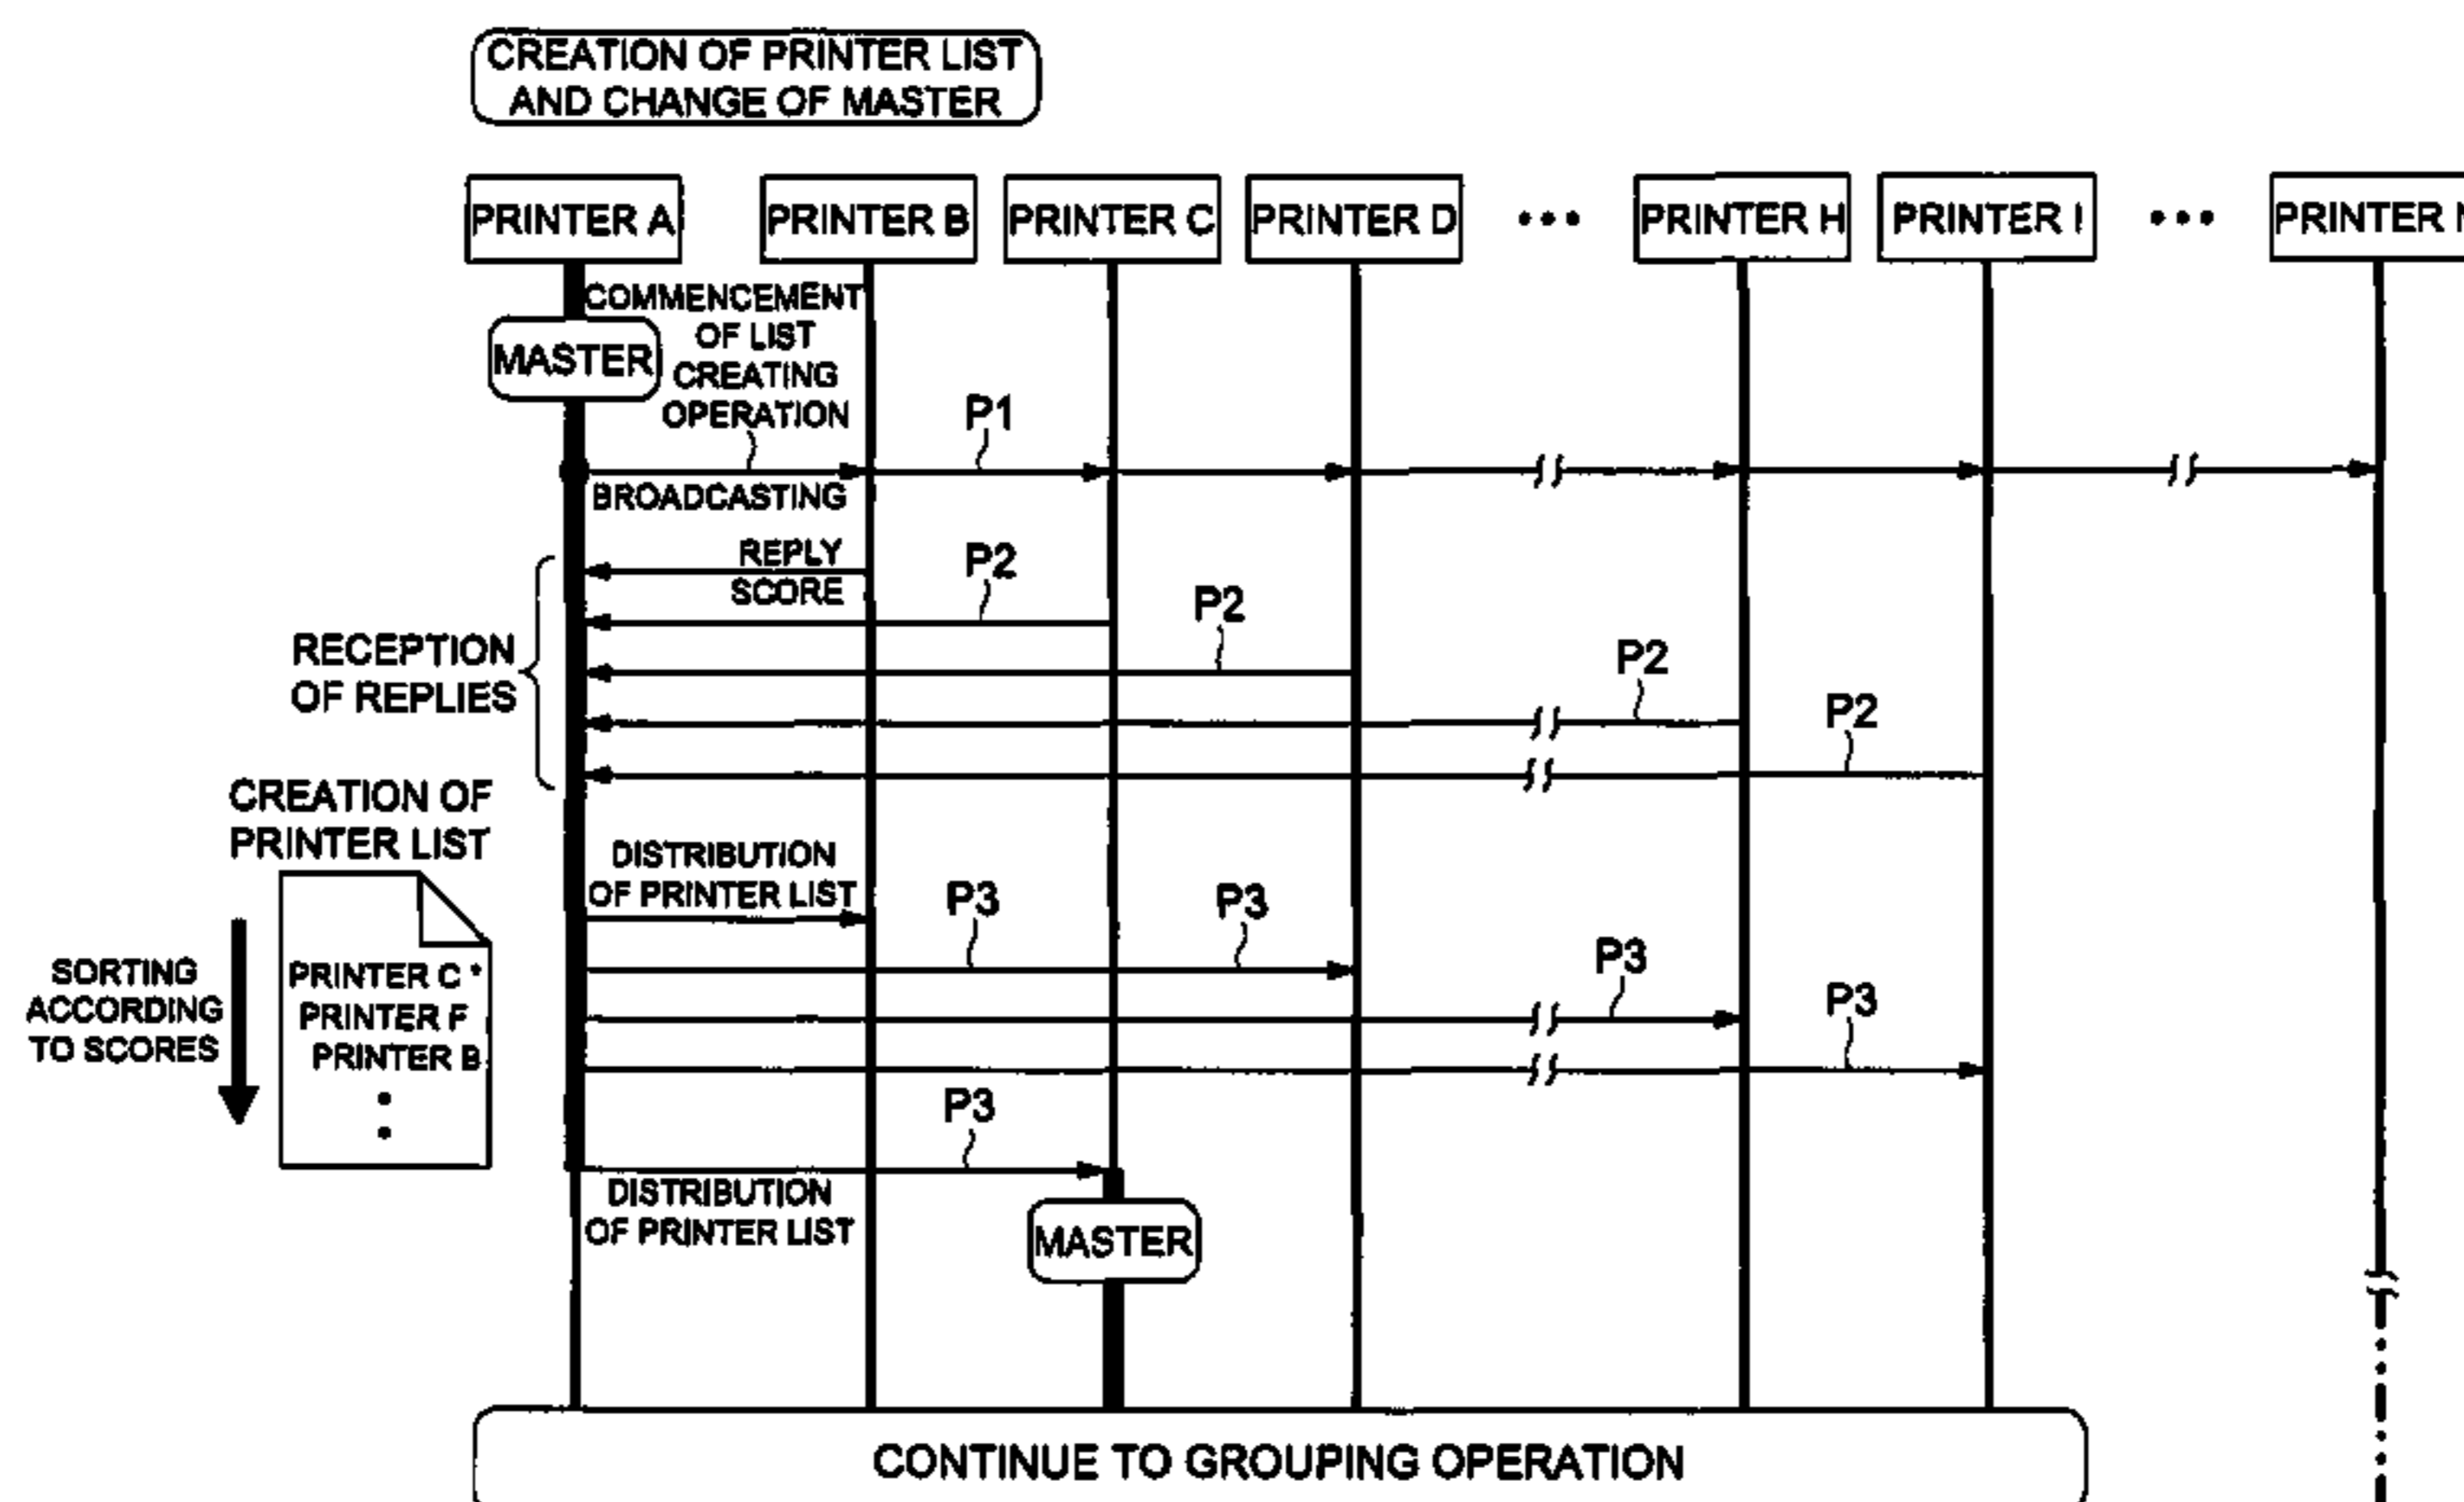 CREATION OF PRINTER LIST
AND CHANGE OF MASTER
PRINTER A
PRINTER B
PRINTER C
PRINTER D
•••
PRINTER H
PRINTER I
•••
PRINTER
COMMENCEMENT
OF LIST
CREATING
OPERATION
MASTER
P1
BROADCASTING
REPLY
SCORE
P2
P2
P2
P2
RECEPTION
OF REPLIES
CREATION OF
PRINTER LIST
DISTRIBUTION
OF PRINTER LIST
P3
P3
P3
P3
SORTING
ACCORDING
TO SCORES
PRINTER C *
PRINTER F
PRINTER B
•
•
P3
DISTRIBUTION
OF PRINTER LIST
MASTER
CONTINUE TO GROUPING OPERATION